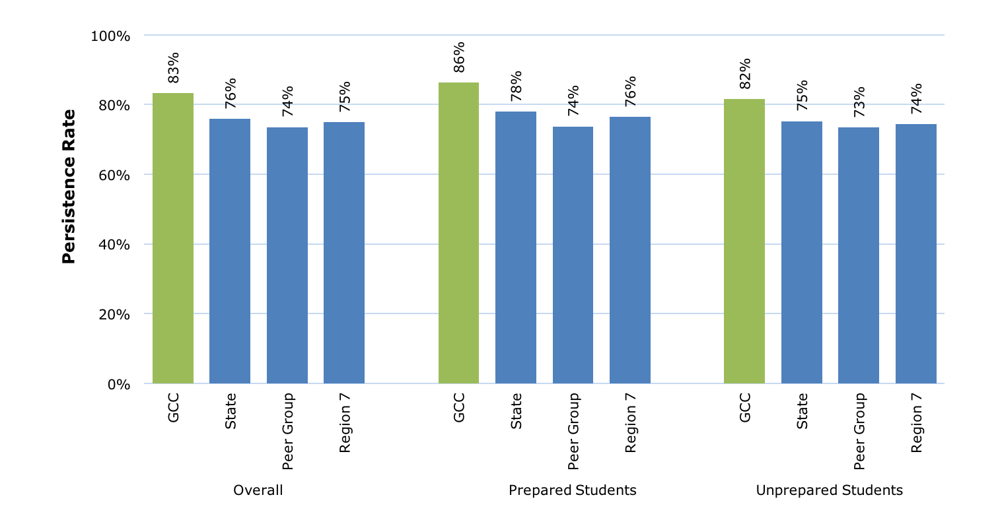 Persistence Rate
100%
80%
60%
40%
20%
0%
83%
76%
74%
75%
86%
78%
74%
76%
82%
75%
73%
74%
GCC
State
Peer Group
Region 7
GCC
State
Peer Group
Region 7
GCC
State
Peer Group
Region 7
Overall
Prepared Students
Unprepared Students